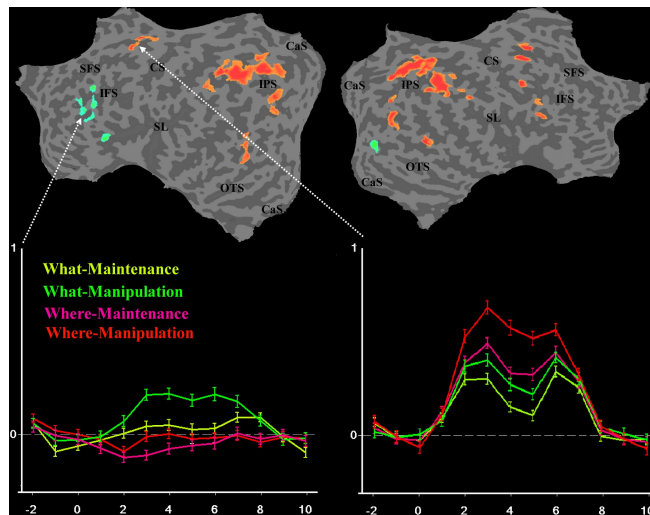 CaS
SFS
CS
IPS
IFS
SL
OTS
CaS
CS
SFS
CaS
IPS
IFS
SL
OTS
CaS
1
What-Maintenance
What-Manipulation
Where-Maintenance
Where-Manipulation
0
-2 0 2 4 6 8 10
1
0
-2 0 2 4 6 8 10